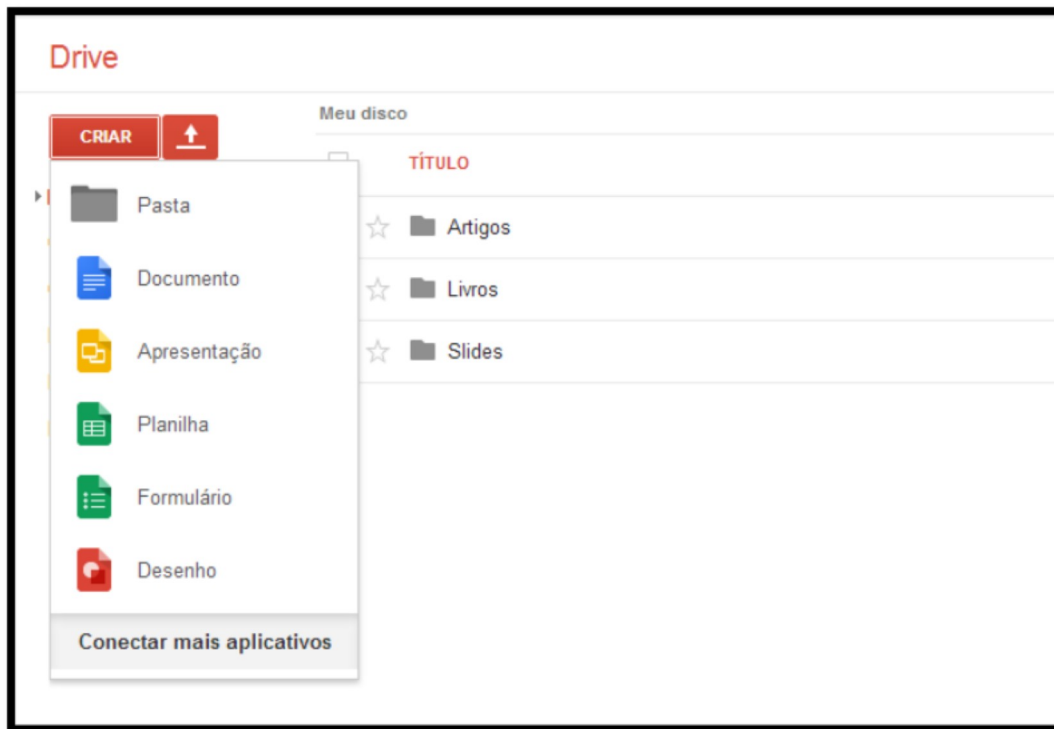 Drive
CRIAR
Meu disco
TÍTULO
Pasta
Documento
Apresentação
Planilha
Formulário
Desenho
Conectar mais aplicativos
Artigos
Livros
Slides